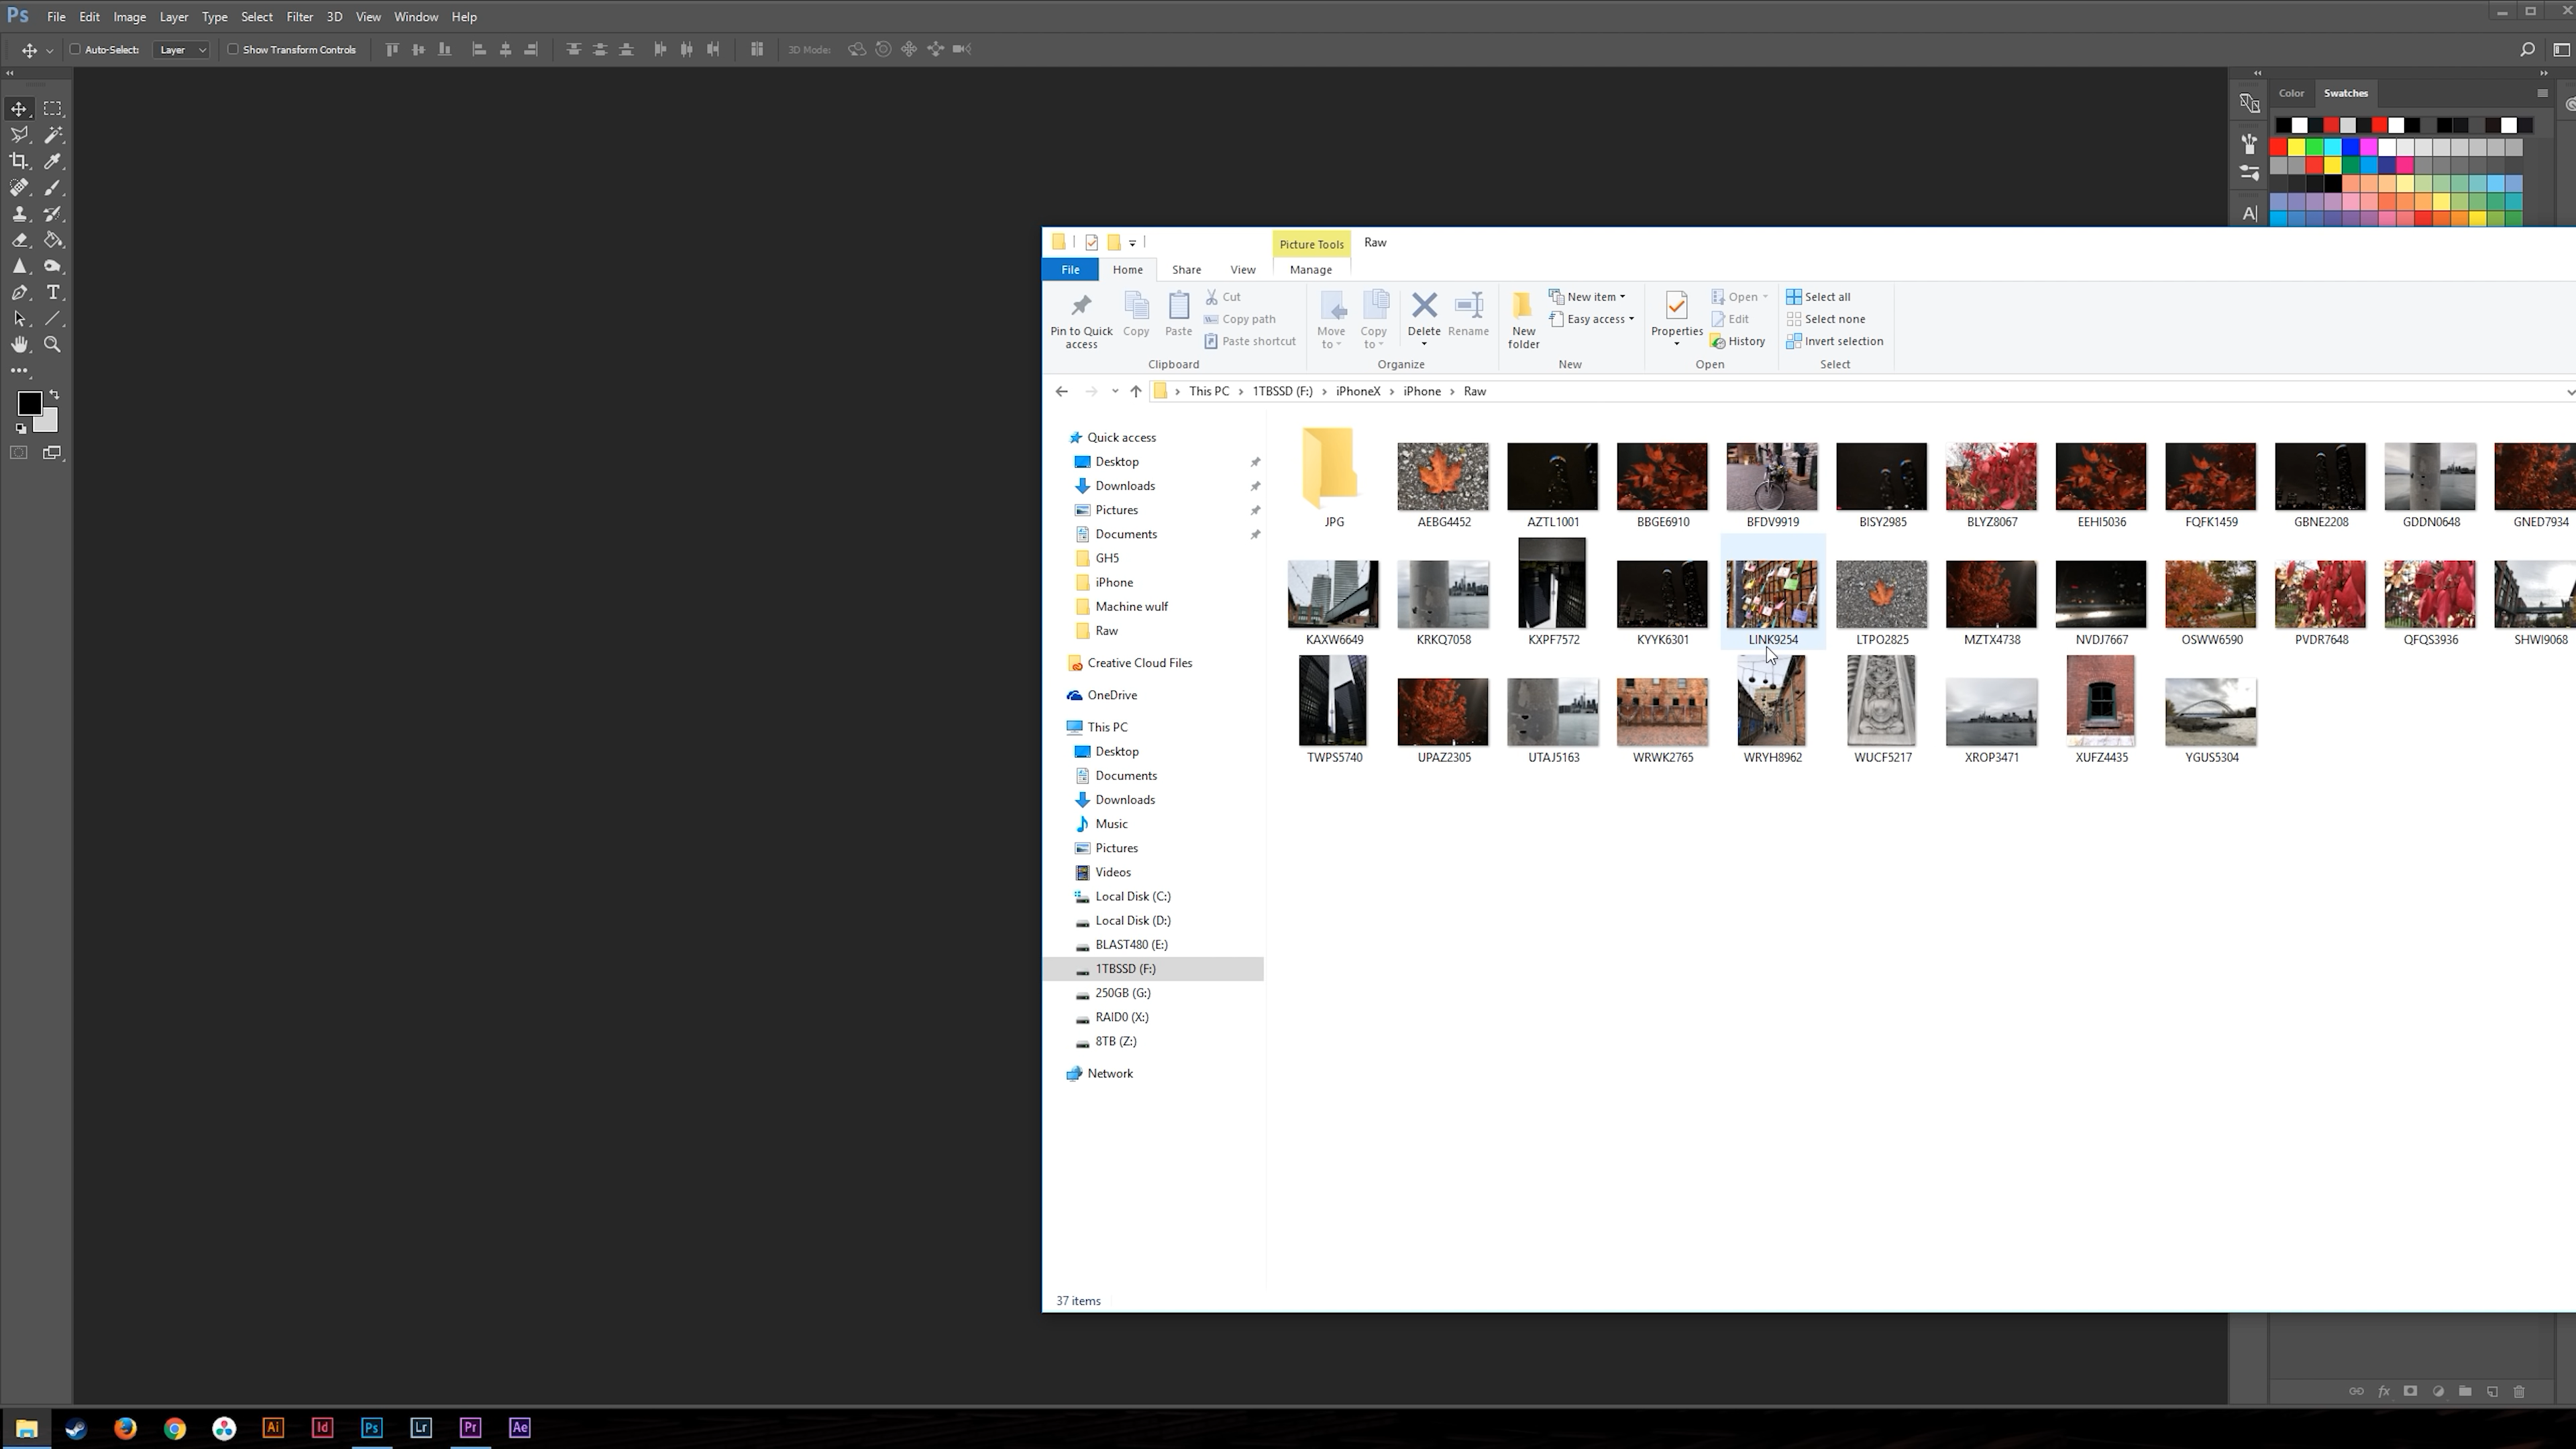 Ps File Edit Image Layer Type Select Filter 3D View Window Help
Auto-Select: Layer Show Transform Controls 3D Mode:
Color Swatches
A|
Picture Tools Raw
File Home Share View Manage
Pin to Quick access
Copy
Paste
Cut
Copy path
Paste shortcut
Clipboard
Move to
Copy to
Delete
Rename
Organize
New folder
New item
Easy access
New
Properties
Open
Edit
History
Open
Select all
Select none
Invert selection
Select
This PC › 1TBSSD (F:) › iPhoneX › iPhone › Raw
Quick access
Desktop
Downloads
Pictures
Documents
GH5
iPhone
Machine wulf
Raw
Creative Cloud Files
OneDrive
This PC
Desktop
Documents
Downloads
Music
Pictures
Videos
Local Disk (C:)
Local Disk (D:)
BLAST480 (E:)
1TBSSD (F:)
250GB (G:)
RAID0 (X:)
8TB (Z:)
Network
JPG AEBG4452 AZTL1001 BBGE6910 BFDV9919 BISY2985 BLYZ8067 EEHI5036 FQFK1459 GBNE2208 GDDN0648 GNED7934
KAXW6649 KRKQ7058 KXPF7572 KYYK6301 LINK9254 LTPO2825 MZTX4738 NVDJ7667 OSWW6590 PVDR7648 QFQS3936 SHWI9068
TWPS5740 UPAZ2305 UTAJ5163 WRWK2765 WRYH8962 WUCF5217 XROP3471 XUFZ4435 YGUS5304
37 items
fx
Ai Id Ps Lr Pr Ae